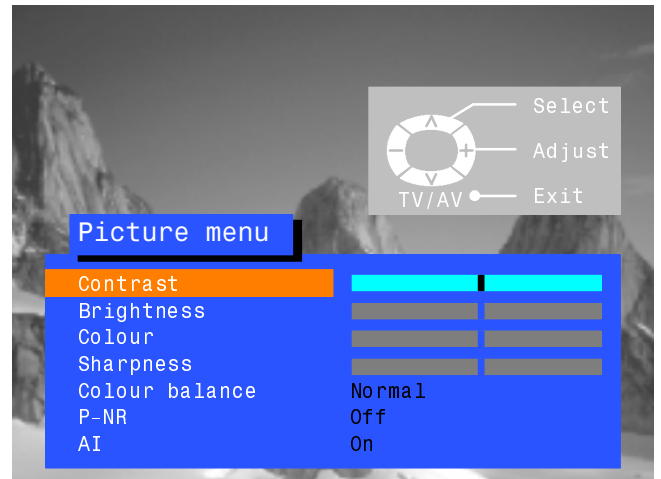 Select
Adjust
TV/AV Exit
Picture menu
Contrast
Brightness
Colour
Sharpness
Colour balance Normal
P-NR Off
AI On